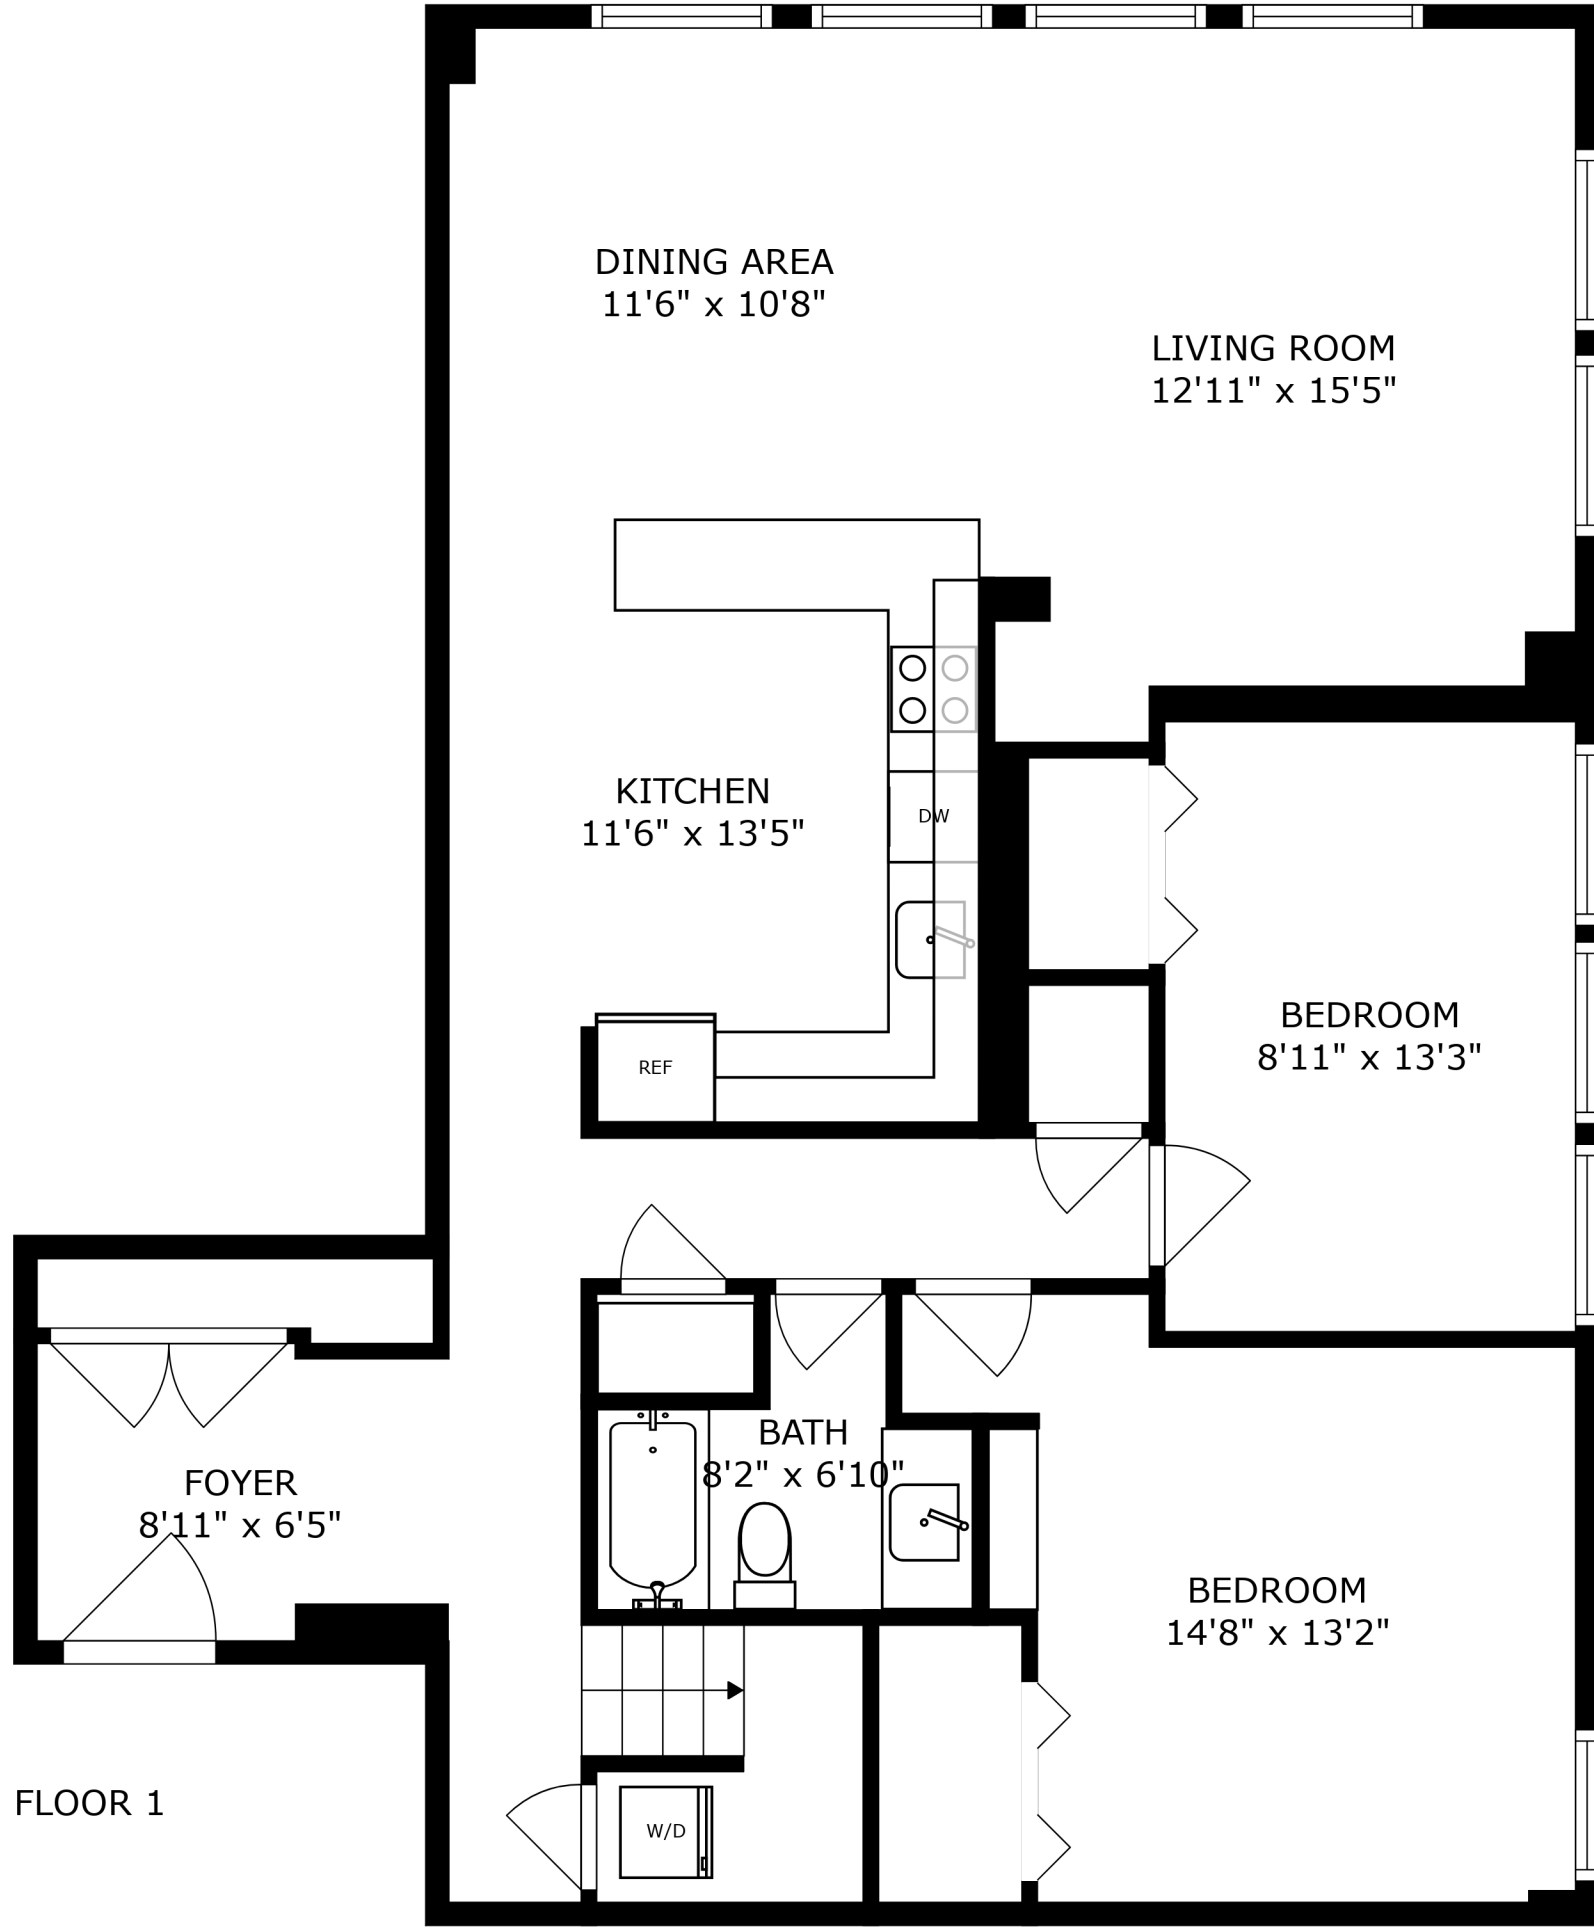 DINING AREA
11'6" x 10'8"
LIVING ROOM
12'11" x 15'5"
KITCHEN
11'6" x 13'5"
DW
REF
BEDROOM
8'11" x 13'3"
BATH
8'2" x 6'10"
FOYER
8'11" x 6'5"
BEDROOM
14'8" x 13'2"
FLOOR 1
W/D